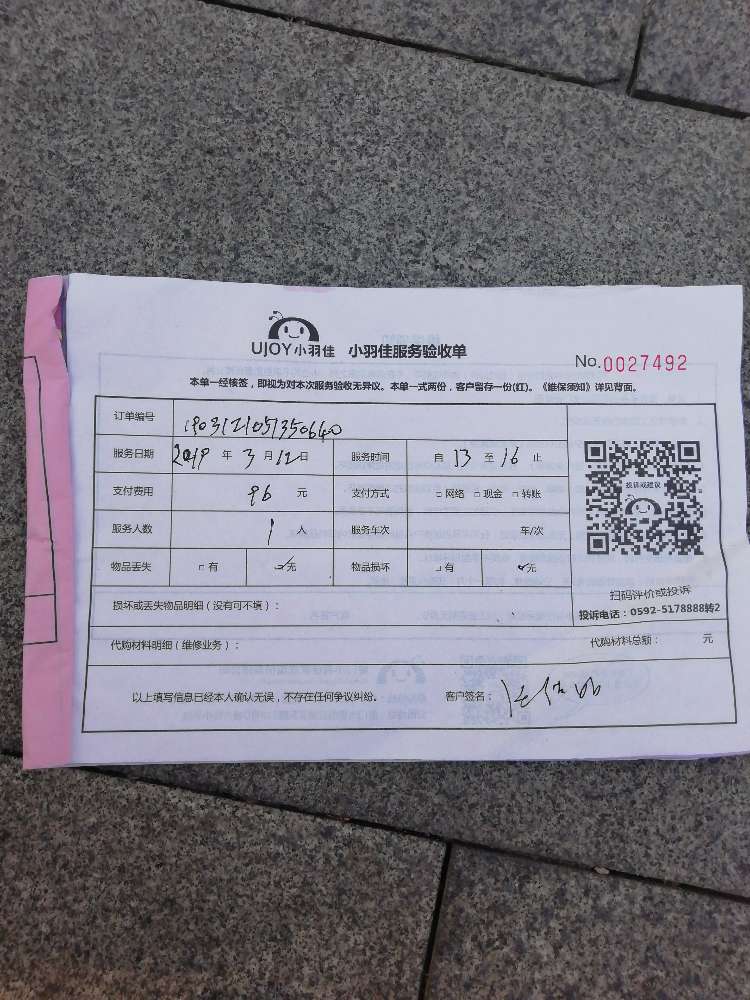 UJOY小羽佳 小羽佳服务验收单
No.0027492
本单一经核签，即视为对本次服务验收无异议。本单一式两份，客户留存一份(红)。《维保须知》详见背面。
订单编号 1903121051350640
服务日期 2019 年 3 月 12 日 服务时间 自 13 至 16 止
支付费用 96 元 支付方式 □ 网络 □ 现金 □ 转账
服务人数 1 人 服务车次 车/次
物品丢失 □ 有 ☑ 无 物品损坏 □ 有 ☑ 无
投诉或建议
扫码评价或投诉
投诉电话：0592-5178888转2
损坏或丢失物品明细（没有可不填）：
代购材料明细（维修业务）： 代购材料总额： 元
以上填写信息已经本人确认无误，不存在任何争议纠纷。 客户签名：